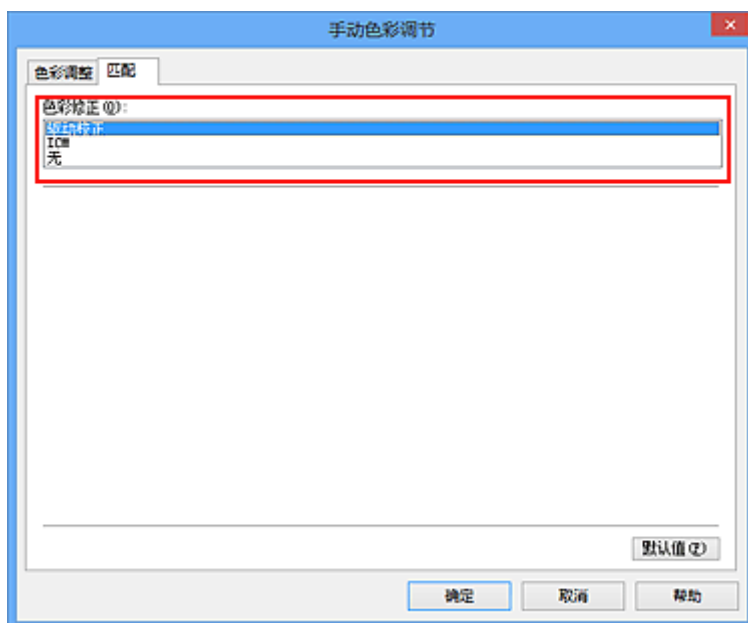 手动色彩调节
色彩调整 匹配
色彩修正(Q):
驱动校正
ICM
无
默认值(Z)
确定 取消 帮助